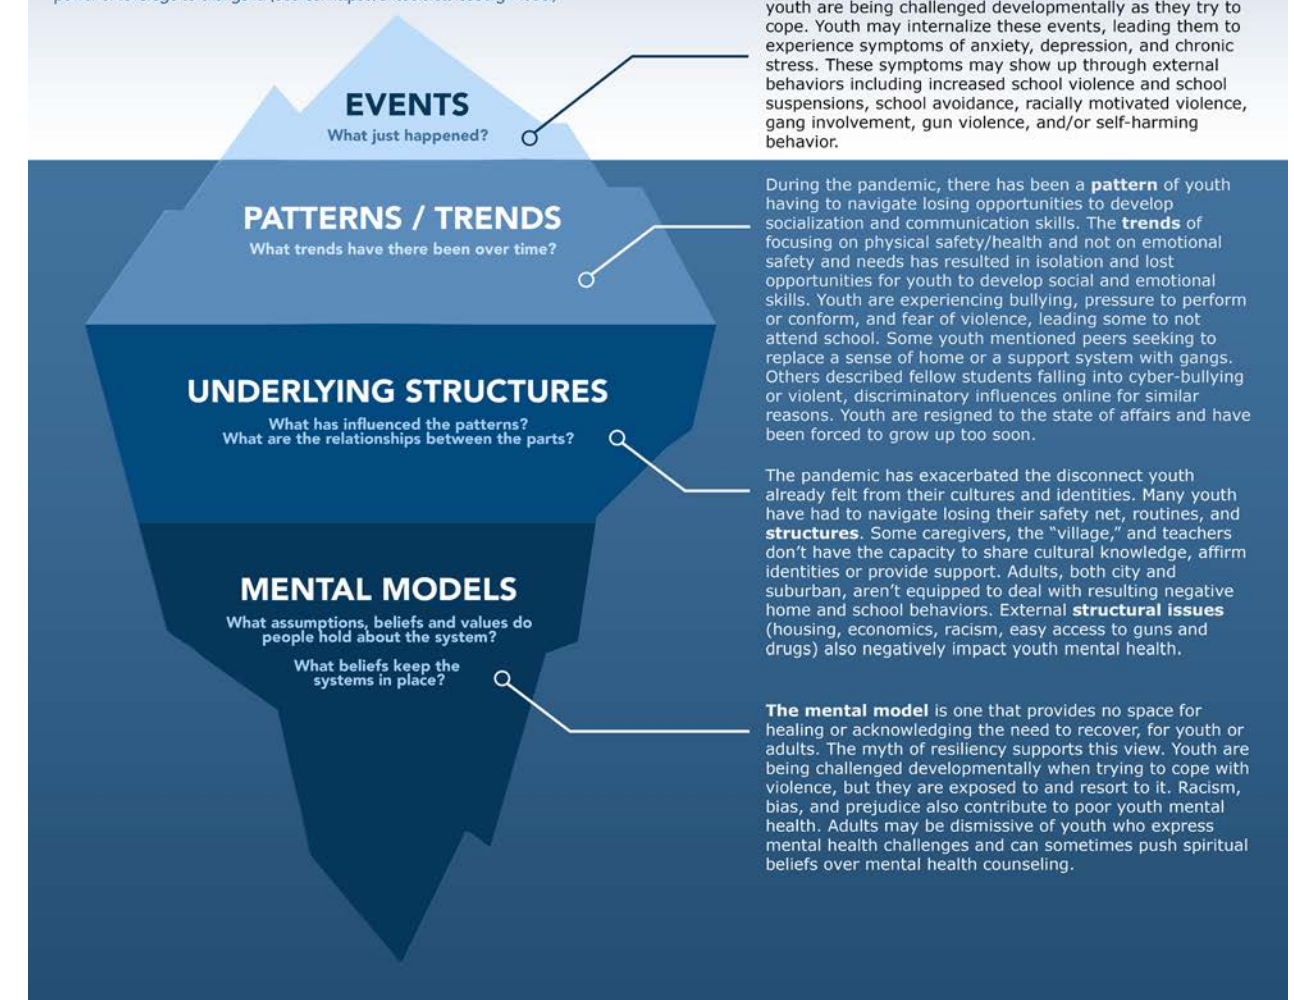 youth are being challenged developmentally as they try to
cope. Youth may internalize these events, leading them to
experience symptoms of anxiety, depression, and chronic
stress. These symptoms may show up through external
behaviors including increased school violence and school
suspensions, school avoidance, racially motivated violence,
gang involvement, gun violence, and/or self-harming
behavior.
EVENTS
What just happened?
PATTERNS / TRENDS
What trends have there been over time?
During the pandemic, there has been a pattern of youth
having to navigate losing opportunities to develop
socialization and communication skills. The trends of
focusing on physical safety/health and not on emotional
safety and needs has resulted in isolation and lost
opportunities for youth to develop social and emotional
skills. Youth are experiencing bullying, pressure to perform
or conform, and fear of violence, leading some to not
attend school. Some youth mentioned peers seeking to
replace a sense of home or a support system with gangs.
Others described fellow students falling into cyber-bullying
or violent, discriminatory influences online for similar
reasons. Youth are resigned to the state of affairs and have
been forced to grow up too soon.
UNDERLYING STRUCTURES
What has influenced the patterns?
What are the relationships between the parts?
The pandemic has exacerbated the disconnect youth
already felt from their cultures and identities. Many youth
have had to navigate losing their safety net, routines, and
structures. Some caregivers, the “village,” and teachers
don’t have the capacity to share cultural knowledge, affirm
identities or provide support. Adults, both city and
suburban, aren’t equipped to deal with resulting negative
home and school behaviors. External structural issues
(housing, economics, racism, easy access to guns and
drugs) also negatively impact youth mental health.
MENTAL MODELS
What assumptions, beliefs and values do
people hold about the system?
What beliefs keep the
systems in place?
The mental model is one that provides no space for
healing or acknowledging the need to recover, for youth or
adults. The myth of resiliency supports this view. Youth are
being challenged developmentally when trying to cope with
violence, but they are exposed to and resort to it. Racism,
bias, and prejudice also contribute to poor youth mental
health. Adults may be dismissive of youth who express
mental health challenges and can sometimes push spiritual
beliefs over mental health counseling.